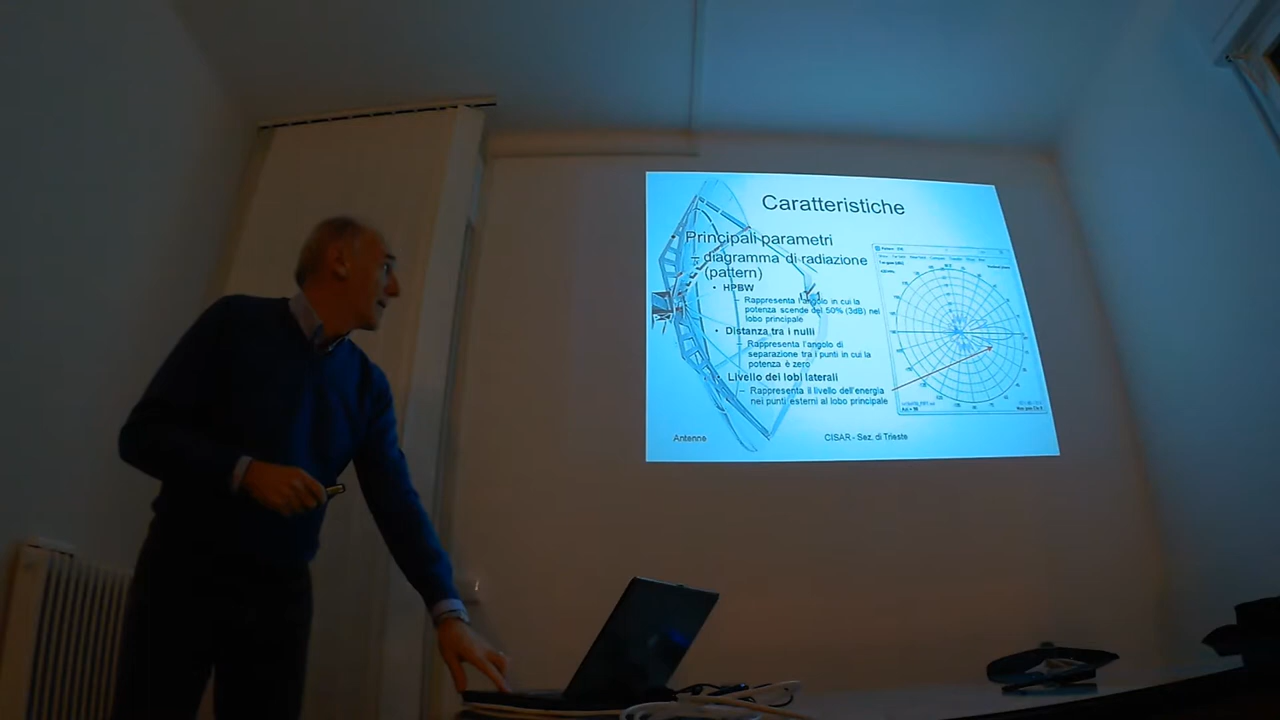 Caratteristiche
• Principali parametri
– diagramma di radiazione
(pattern)
• HPBW
– Rappresenta l'angolo in cui la
potenza scende del 50% (3dB) nel
lobo principale
• Distanza tra i nulli
– Rappresenta l'angolo di
separazione tra i punti in cui la
potenza è zero
• Livello dei lobi laterali
– Rappresenta il livello dell'energia
nei punti esterni al lobo principale
Antenne
CISAR - Sez. di Trieste